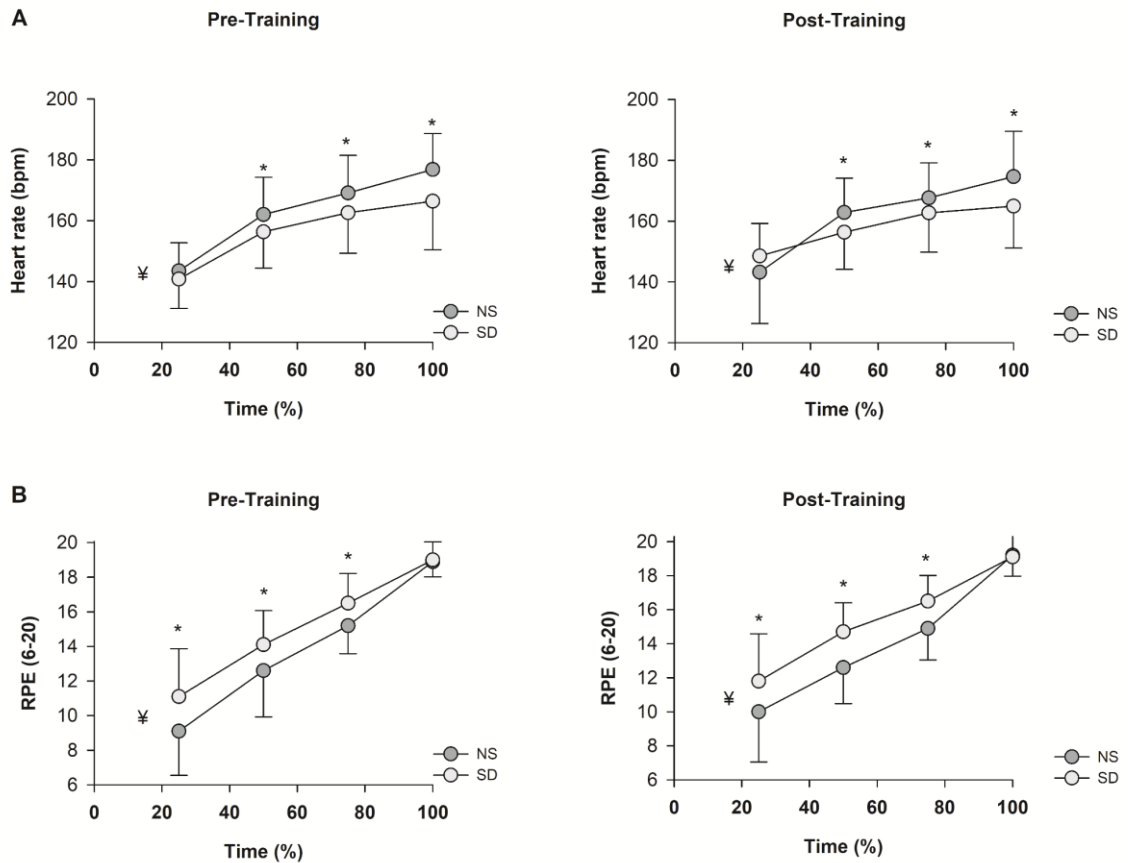 A
Pre-Training
Post-Training
Heart rate (bpm)
200
180
160
140
120
* * *
¥
NS
SD
0 20 40 60 80 100
Time (%)
Heart rate (bpm)
200
180
160
140
120
* * *
¥
NS
SD
0 20 40 60 80 100
Time (%)
B
Pre-Training
Post-Training
RPE (6-20)
20
18
16
14
12
10
8
6
* * *
¥
NS
SD
0 20 40 60 80 100
Time (%)
RPE (6-20)
20
18
16
14
12
10
8
6
* * *
¥
NS
SD
0 20 40 60 80 100
Time (%)